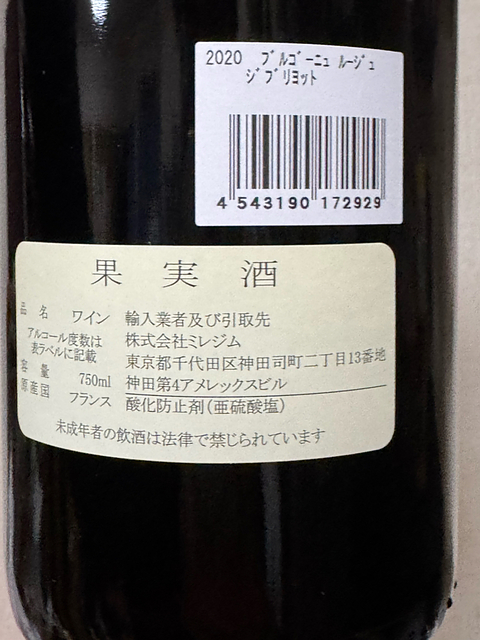 2020 ﾌﾞﾙｺﾞｰﾆｭ ﾙｰｼﾞｭ
ｼﾞﾌﾞﾘﾖｯﾄ
4 543190 172929
果実酒
品名 ワイン
アルコール度数は
表ラベルに記載
容量 750ml
原産国 フランス
輸入業者及び引取先
株式会社ミレジム
東京都千代田区神田司町二丁目13番地
神田第4アメレックスビル
酸化防止剤(亜硫酸塩)
未成年者の飲酒は法律で禁じられています